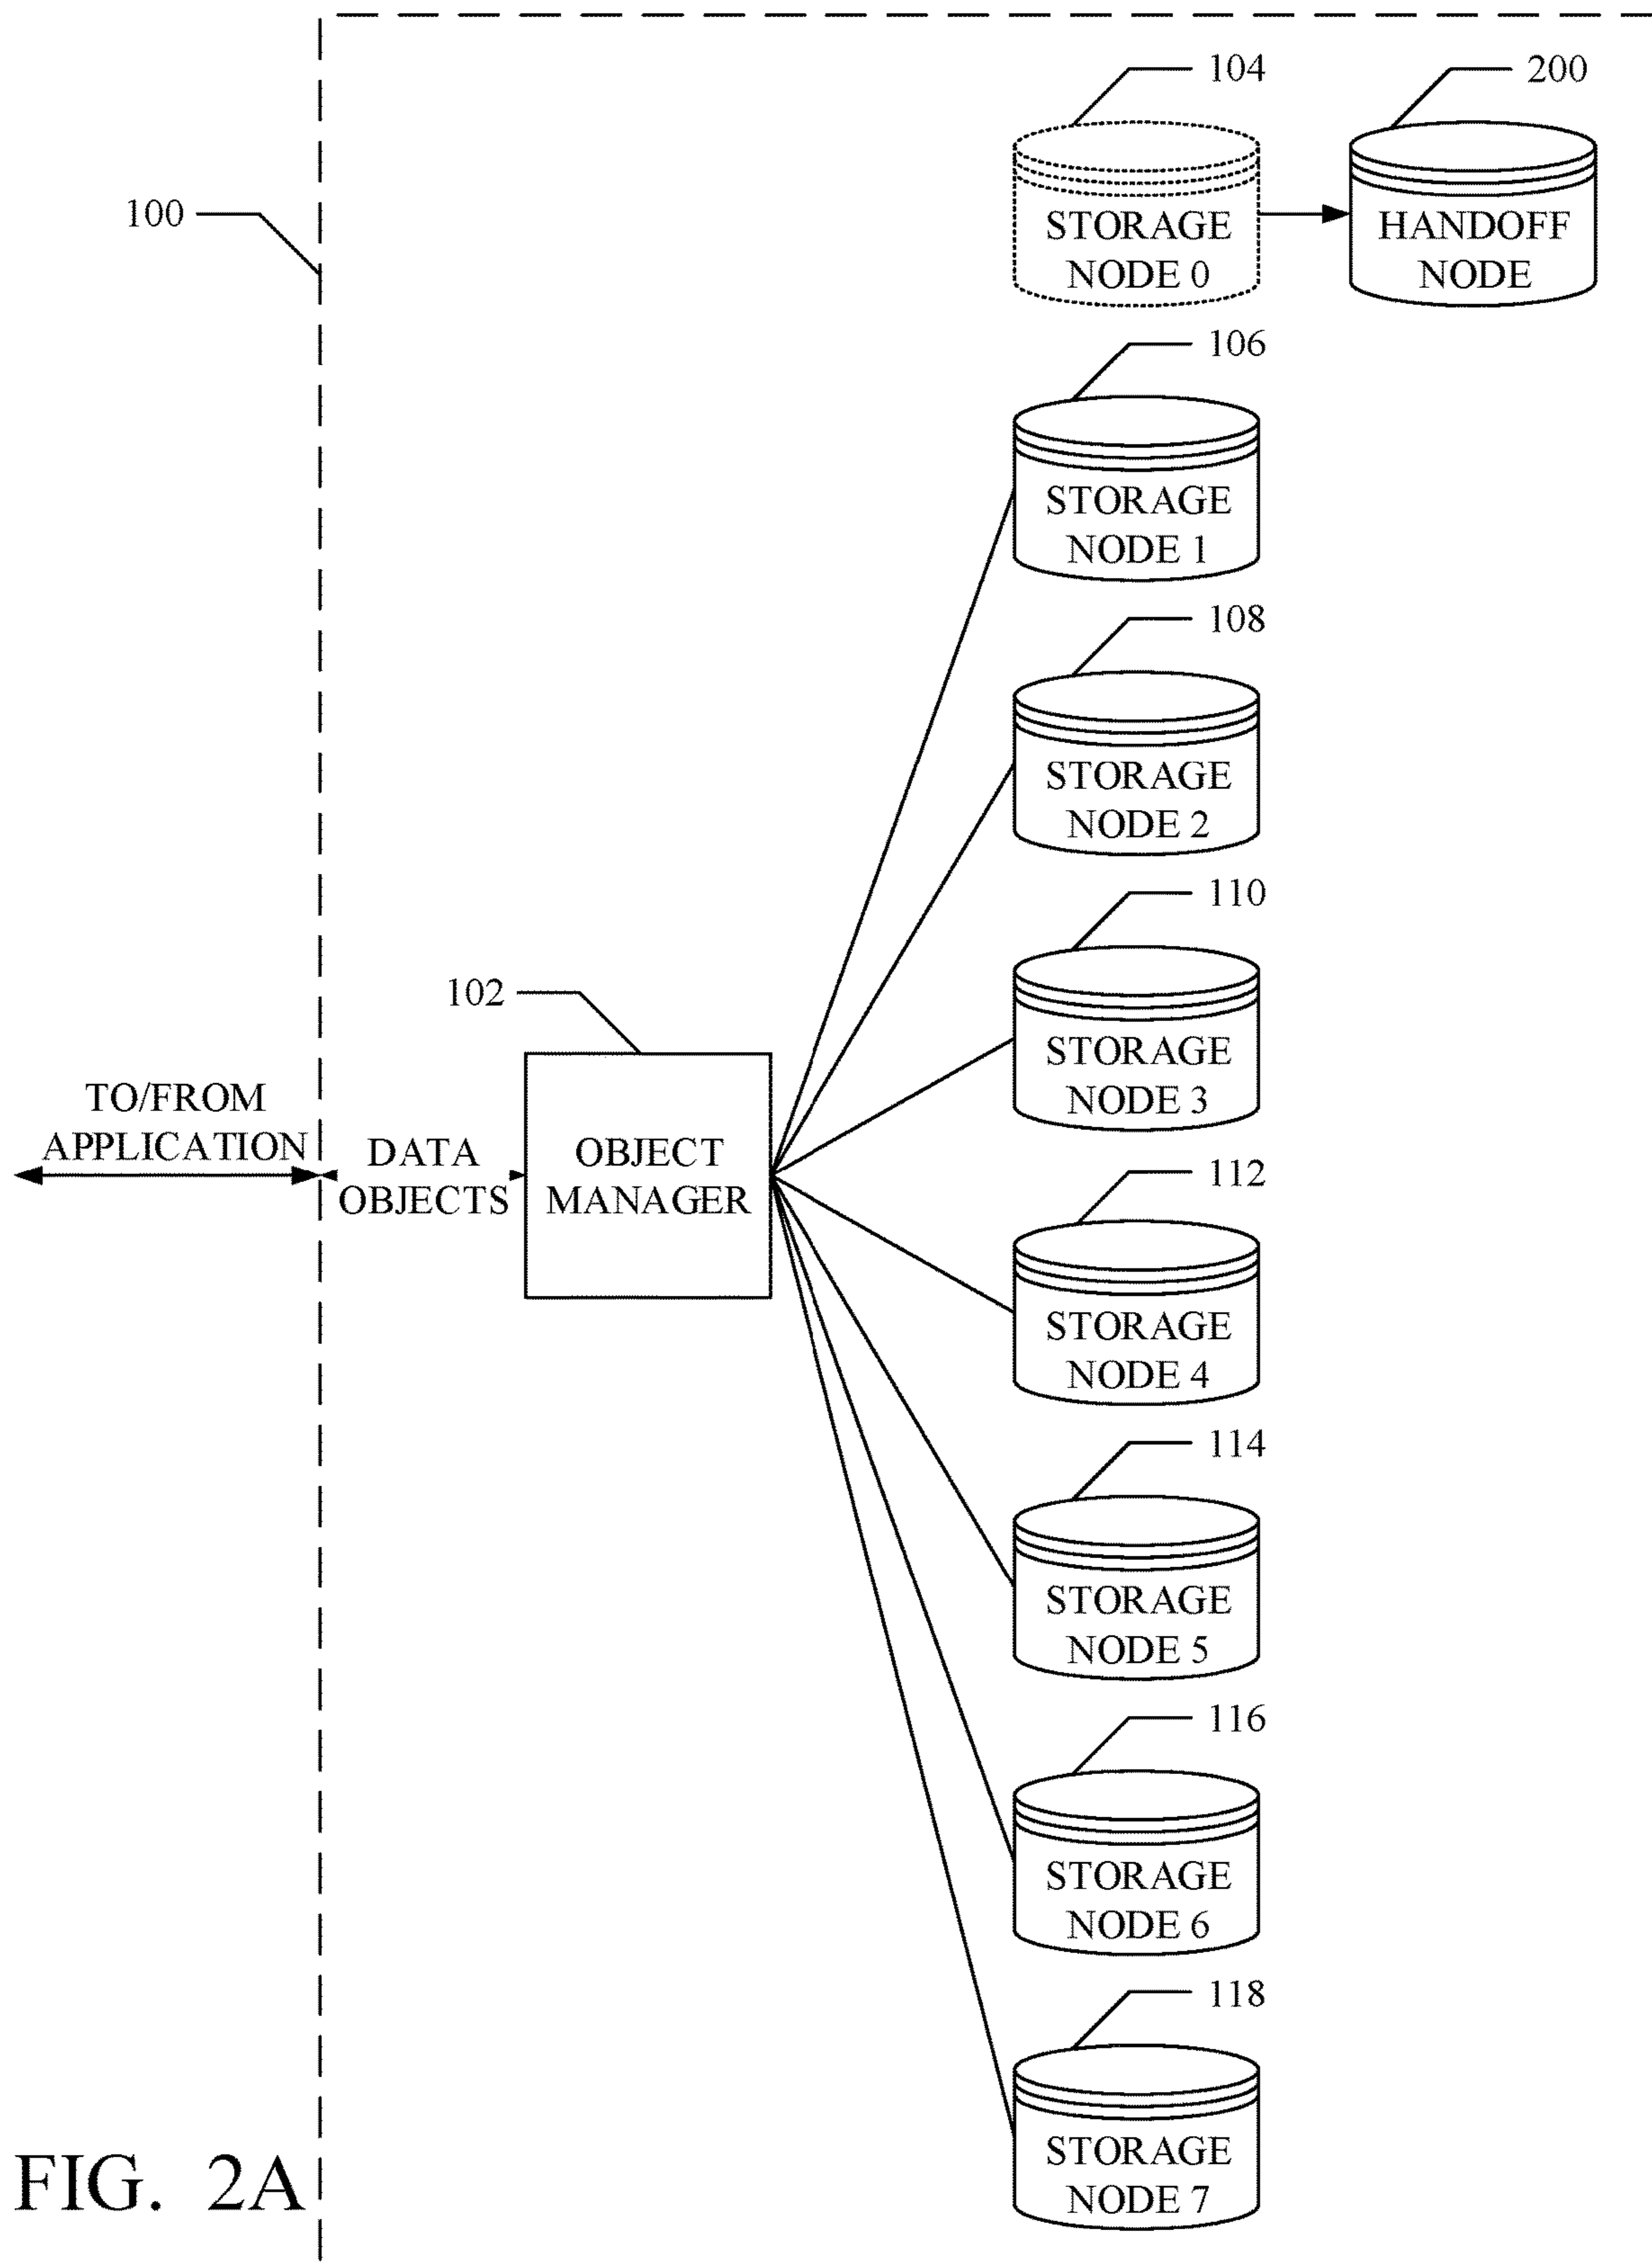 104
200
100
STORAGE
NODE 0
HANDOFF
NODE
106
STORAGE
NODE 1
108
STORAGE
NODE 2
110
102
STORAGE
NODE 3
TO/FROM
APPLICATION
DATA
OBJECTS
OBJECT
MANAGER
112
STORAGE
NODE 4
114
STORAGE
NODE 5
116
STORAGE
NODE 6
118
STORAGE
NODE 7
FIG. 2A